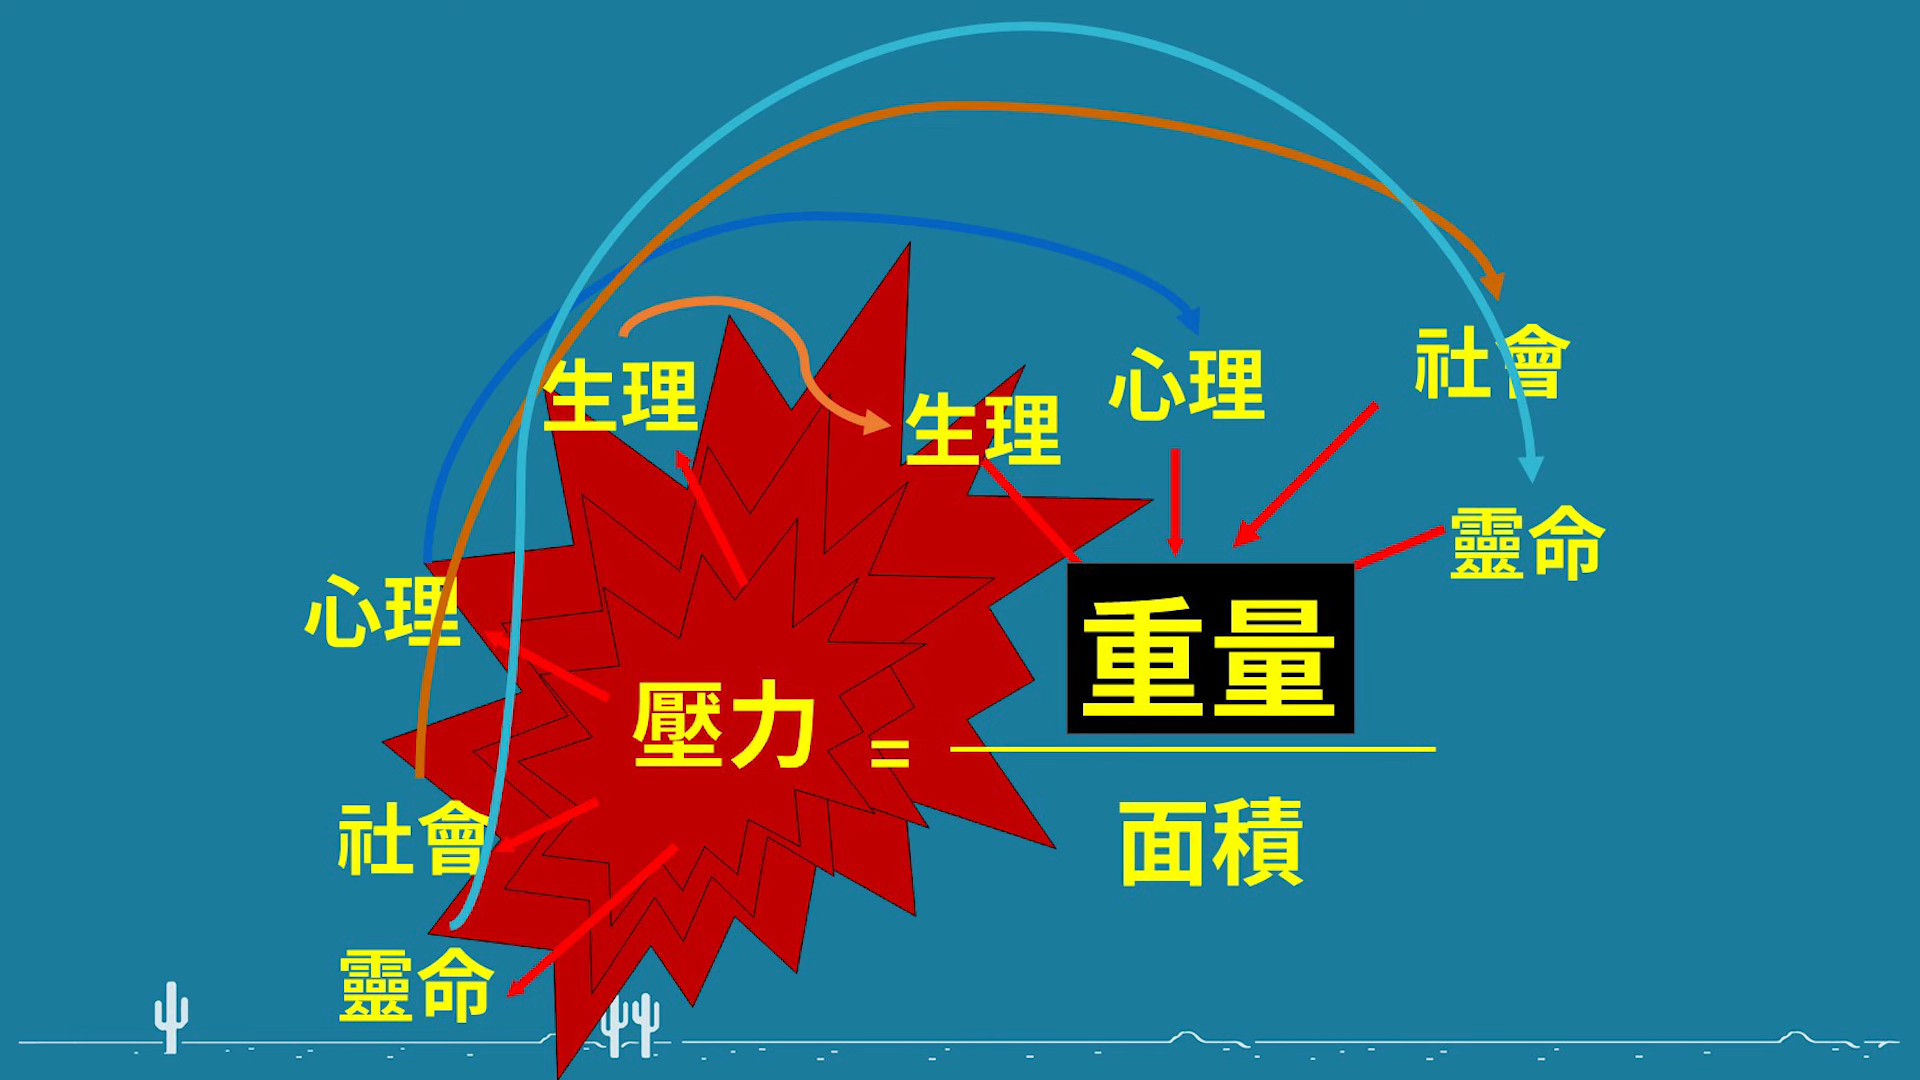 社會
心理
生理
生理
靈命
心理
重量
壓力
=
社會
面積
靈命